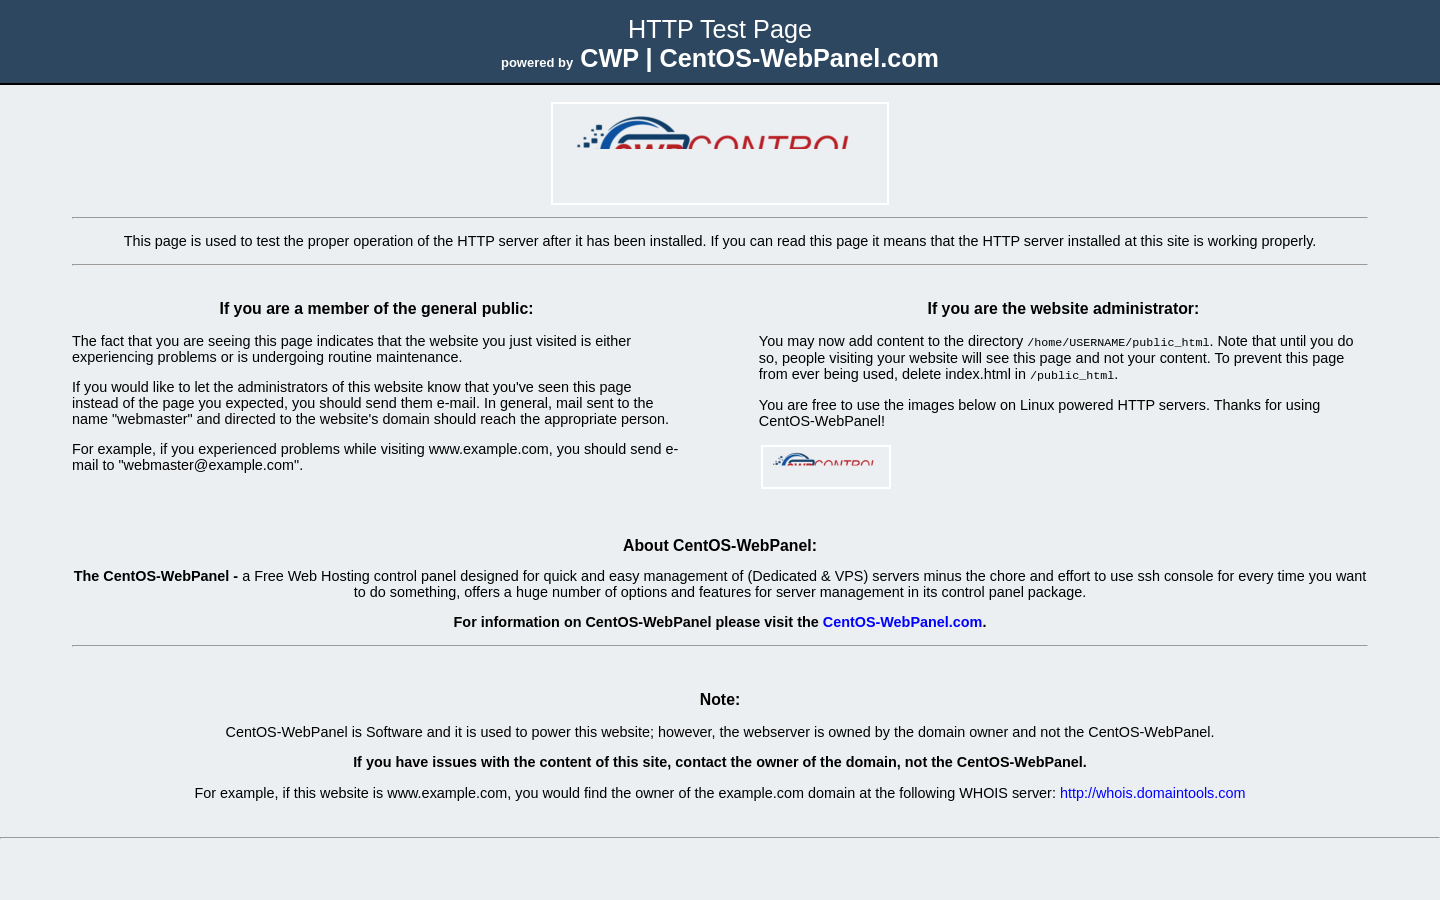 HTTP Test Page
powered by CWP | CentOS-WebPanel.com
CWPCONTROL
This page is used to test the proper operation of the HTTP server after it has been installed. If you can read this page it means that the HTTP server installed at this site is working properly.
If you are a member of the general public:
The fact that you are seeing this page indicates that the website you just visited is either
experiencing problems or is undergoing routine maintenance.
If you would like to let the administrators of this website know that you've seen this page
instead of the page you expected, you should send them e-mail. In general, mail sent to the
name "webmaster" and directed to the website's domain should reach the appropriate person.
For example, if you experienced problems while visiting www.example.com, you should send e-
mail to "webmaster@example.com".
If you are the website administrator:
You may now add content to the directory /home/USERNAME/public_html. Note that until you do
so, people visiting your website will see this page and not your content. To prevent this page
from ever being used, delete index.html in /public_html.
You are free to use the images below on Linux powered HTTP servers. Thanks for using
CentOS-WebPanel!
CWPCONTROL
About CentOS-WebPanel:
The CentOS-WebPanel - a Free Web Hosting control panel designed for quick and easy management of (Dedicated & VPS) servers minus the chore and effort to use ssh console for every time you want
to do something, offers a huge number of options and features for server management in its control panel package.
For information on CentOS-WebPanel please visit the CentOS-WebPanel.com.
Note:
CentOS-WebPanel is Software and it is used to power this website; however, the webserver is owned by the domain owner and not the CentOS-WebPanel.
If you have issues with the content of this site, contact the owner of the domain, not the CentOS-WebPanel.
For example, if this website is www.example.com, you would find the owner of the example.com domain at the following WHOIS server: http://whois.domaintools.com